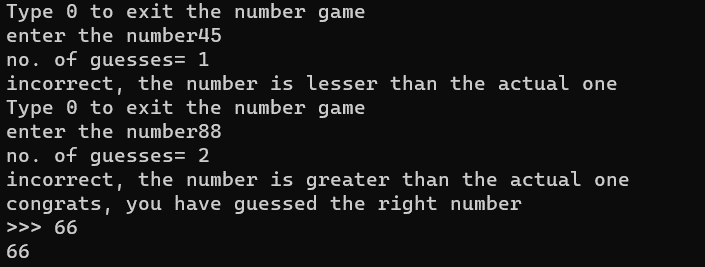 Type 0 to exit the number game
enter the number45
no. of guesses= 1
incorrect, the number is lesser than the actual one
Type 0 to exit the number game
enter the number88
no. of guesses= 2
incorrect, the number is greater than the actual one
congrats, you have guessed the right number
>>> 66
66